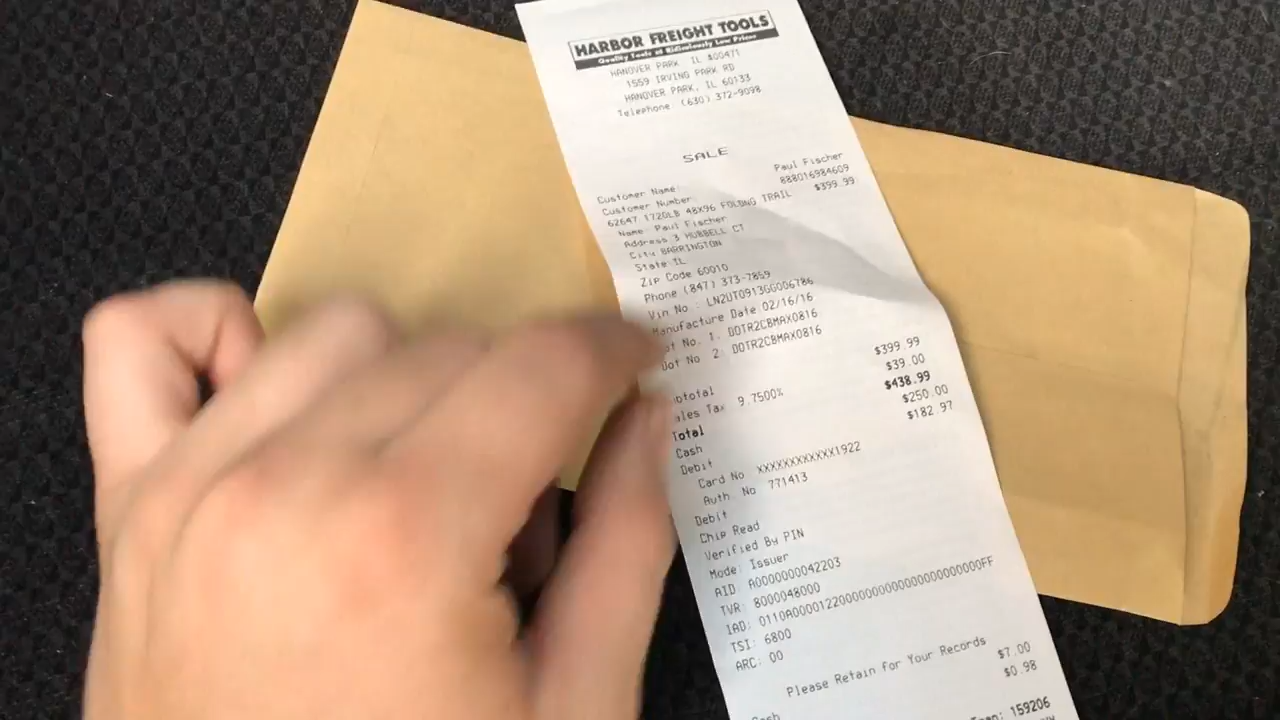 HARBOR FREIGHT TOOLS
Quality Tools at Ridiculously Low Prices
HANOVER PARK IL #00471
1559 IRVING PARK RD
HANOVER PARK, IL 60133
Telephone: (630) 372-9098
SALE
Customer Name: Paul Fischer
Customer Number: 888016984609
62647 1720LB 48X96 FOLDNG TRAIL $399.99
Name: Paul Fischer
Address 3 HUBBELL CT
City BARRINGTON
State IL
Zip Code 60010
Phone (847) 373-7859
Vin No : LN2UT0913GG006786
Manufacture Date 02/16/16
ot No. 1: DOTR2CBMAX0816
Dot No 2: DOTR2CBMAX0816
btotal $399.99
ales Tax 9.7500% $39.00
Total $438.99
Cash $250.00
Debit $182.97
Card No XXXXXXXXXXXX1922
Auth. No 771413
Debit
Chip Read
Verified By PIN
Mode: Issuer
AID: A0000000042203
TVR: 8000048000
TSI: 6800
ARC: 00
Please Retain for Your Records
$7.00
Cash $0.98
159206